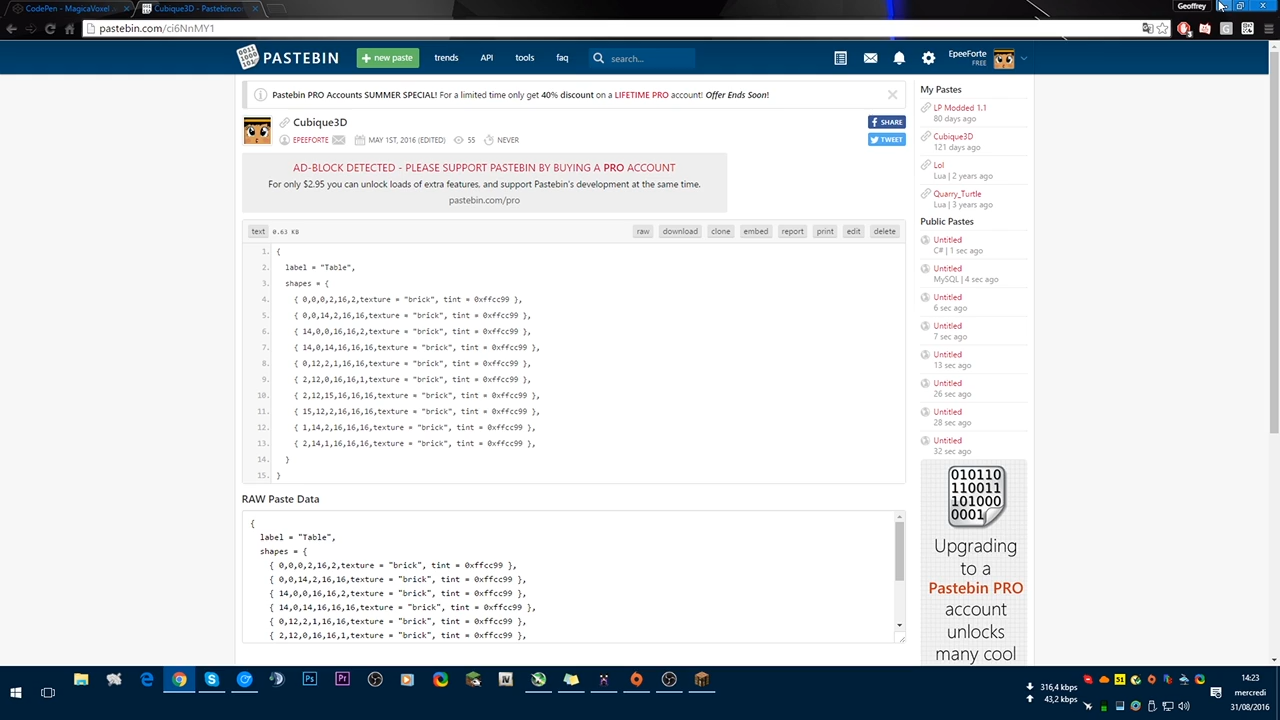 CodePen - MagicaVoxel
Cubique3D - Pastebin.co
Geoffrey
pastebin.com/ci6NnMY1
PASTEBIN
+ new paste
trends
API
tools
faq
search...
EpeeForte
FREE
Pastebin PRO Accounts SUMMER SPECIAL! For a limited time only get 40% discount on a LIFETIME PRO account! Offer Ends Soon!
Cubique3D
EPEEFORTE
MAY 1ST, 2016 (EDITED)
55
NEVER
SHARE
TWEET
AD-BLOCK DETECTED - PLEASE SUPPORT PASTEBIN BY BUYING A PRO ACCOUNT
For only $2.95 you can unlock loads of extra features, and support Pastebin's development at the same time.
pastebin.com/pro
text 0.63 KB
raw
download
clone
embed
report
print
edit
delete
1. {
2. label = "Table",
3. shapes = {
4. { 0,0,0,2,16,2,texture = "brick", tint = 0xffcc99 },
5. { 0,0,14,2,16,16,texture = "brick", tint = 0xffcc99 },
6. { 14,0,0,16,16,2,texture = "brick", tint = 0xffcc99 },
7. { 14,0,14,16,16,16,texture = "brick", tint = 0xffcc99 },
8. { 0,12,2,1,16,16,texture = "brick", tint = 0xffcc99 },
9. { 2,12,0,16,16,1,texture = "brick", tint = 0xffcc99 },
10. { 2,12,15,16,16,16,texture = "brick", tint = 0xffcc99 },
11. { 15,12,2,16,16,16,texture = "brick", tint = 0xffcc99 },
12. { 1,14,2,16,16,16,texture = "brick", tint = 0xffcc99 },
13. { 2,14,1,16,16,16,texture = "brick", tint = 0xffcc99 },
14. }
15. }
RAW Paste Data
{
label = "Table",
shapes = {
{ 0,0,0,2,16,2,texture = "brick", tint = 0xffcc99 },
{ 0,0,14,2,16,16,texture = "brick", tint = 0xffcc99 },
{ 14,0,0,16,16,2,texture = "brick", tint = 0xffcc99 },
{ 14,0,14,16,16,16,texture = "brick", tint = 0xffcc99 },
{ 0,12,2,1,16,16,texture = "brick", tint = 0xffcc99 },
{ 2,12,0,16,16,1,texture = "brick", tint = 0xffcc99 },
My Pastes
LP Modded 1.1
80 days ago
Cubique3D
121 days ago
Lol
Lua | 2 years ago
Quarry_Turtle
Lua | 3 years ago
Public Pastes
Untitled
C# | 1 sec ago
Untitled
MySQL | 4 sec ago
Untitled
6 sec ago
Untitled
7 sec ago
Untitled
13 sec ago
Untitled
26 sec ago
Untitled
28 sec ago
Untitled
32 sec ago
010110
110011
101000
0001
Upgrading
to a
Pastebin PRO
account
unlocks
many cool
316,4 kbps
43,2 kbps
14:23
mercredi
31/08/2016